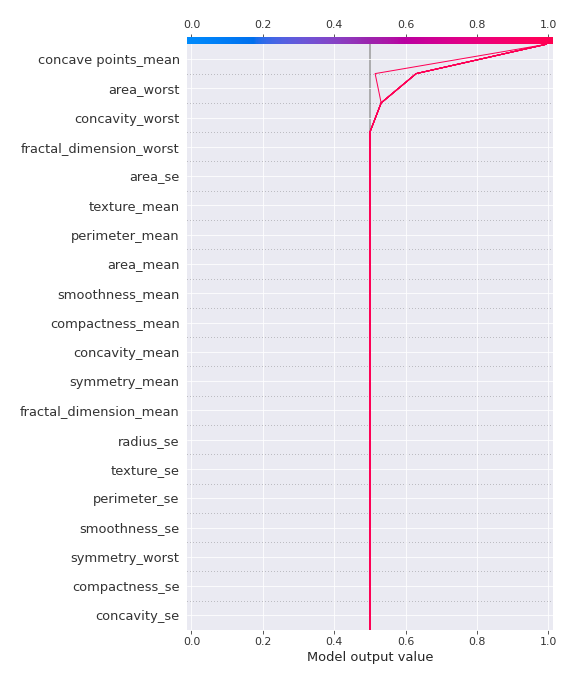 0.0 0.2 0.4 0.6 0.8 1.0
concave points_mean
area_worst
concavity_worst
fractal_dimension_worst
area_se
texture_mean
perimeter_mean
area_mean
smoothness_mean
compactness_mean
concavity_mean
symmetry_mean
fractal_dimension_mean
radius_se
texture_se
perimeter_se
smoothness_se
symmetry_worst
compactness_se
concavity_se
0.0 0.2 0.4 0.6 0.8 1.0
Model output value